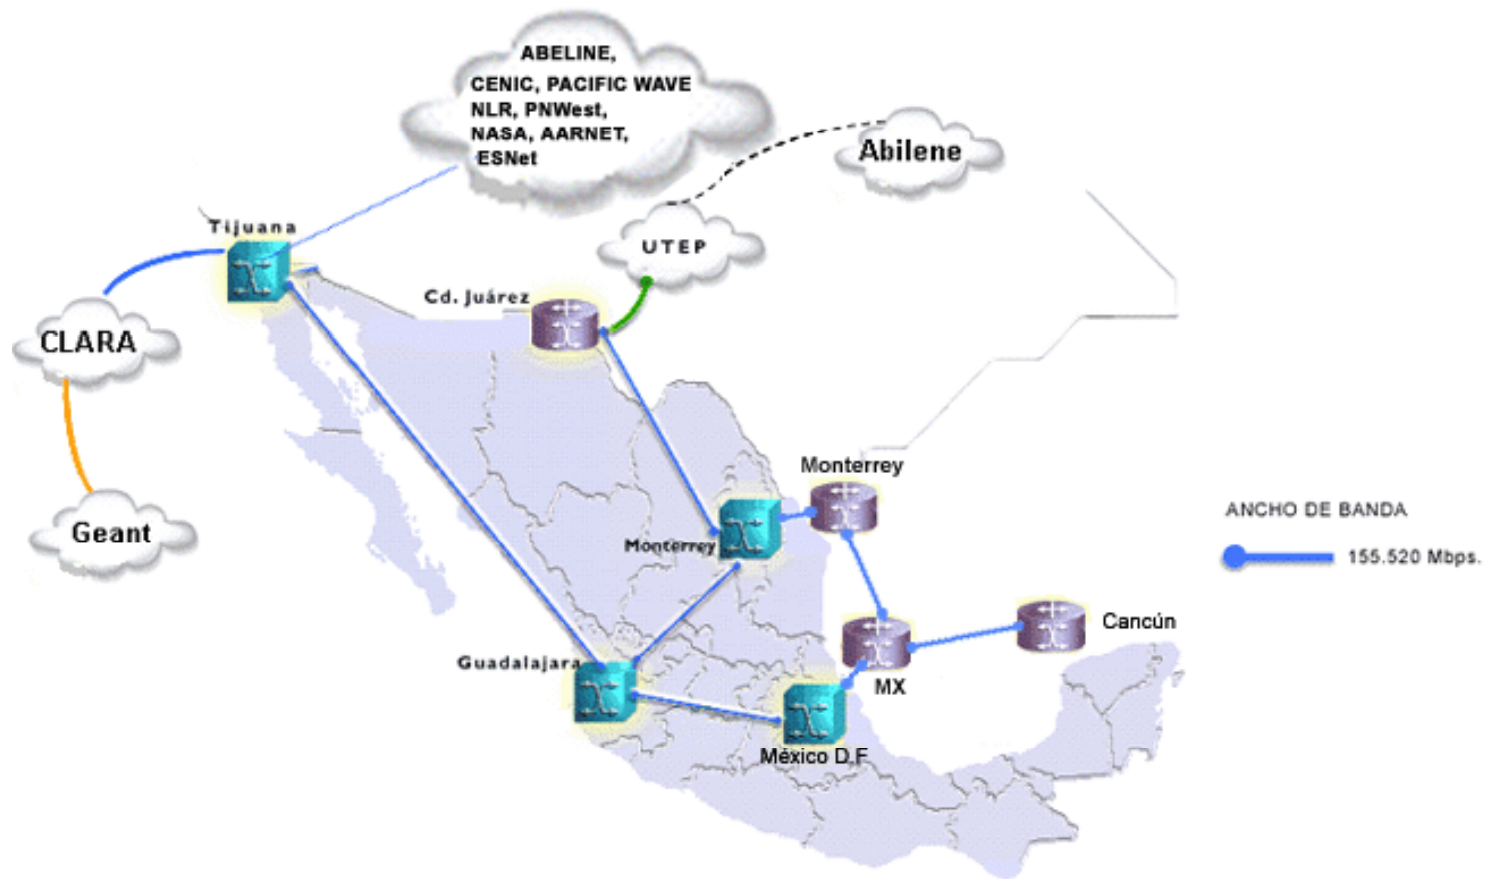 ABELINE,
CENIC, PACIFIC WAVE
NLR, PNWest,
NASA, AARNET,
ESNet
Abilene
Tijuana
UTEP
Cd. Juárez
CLARA
Monterrey
Geant
ANCHO DE BANDA
Monterrey
155.520 Mbps.
Cancún
Guadalajara
MX
México D.F